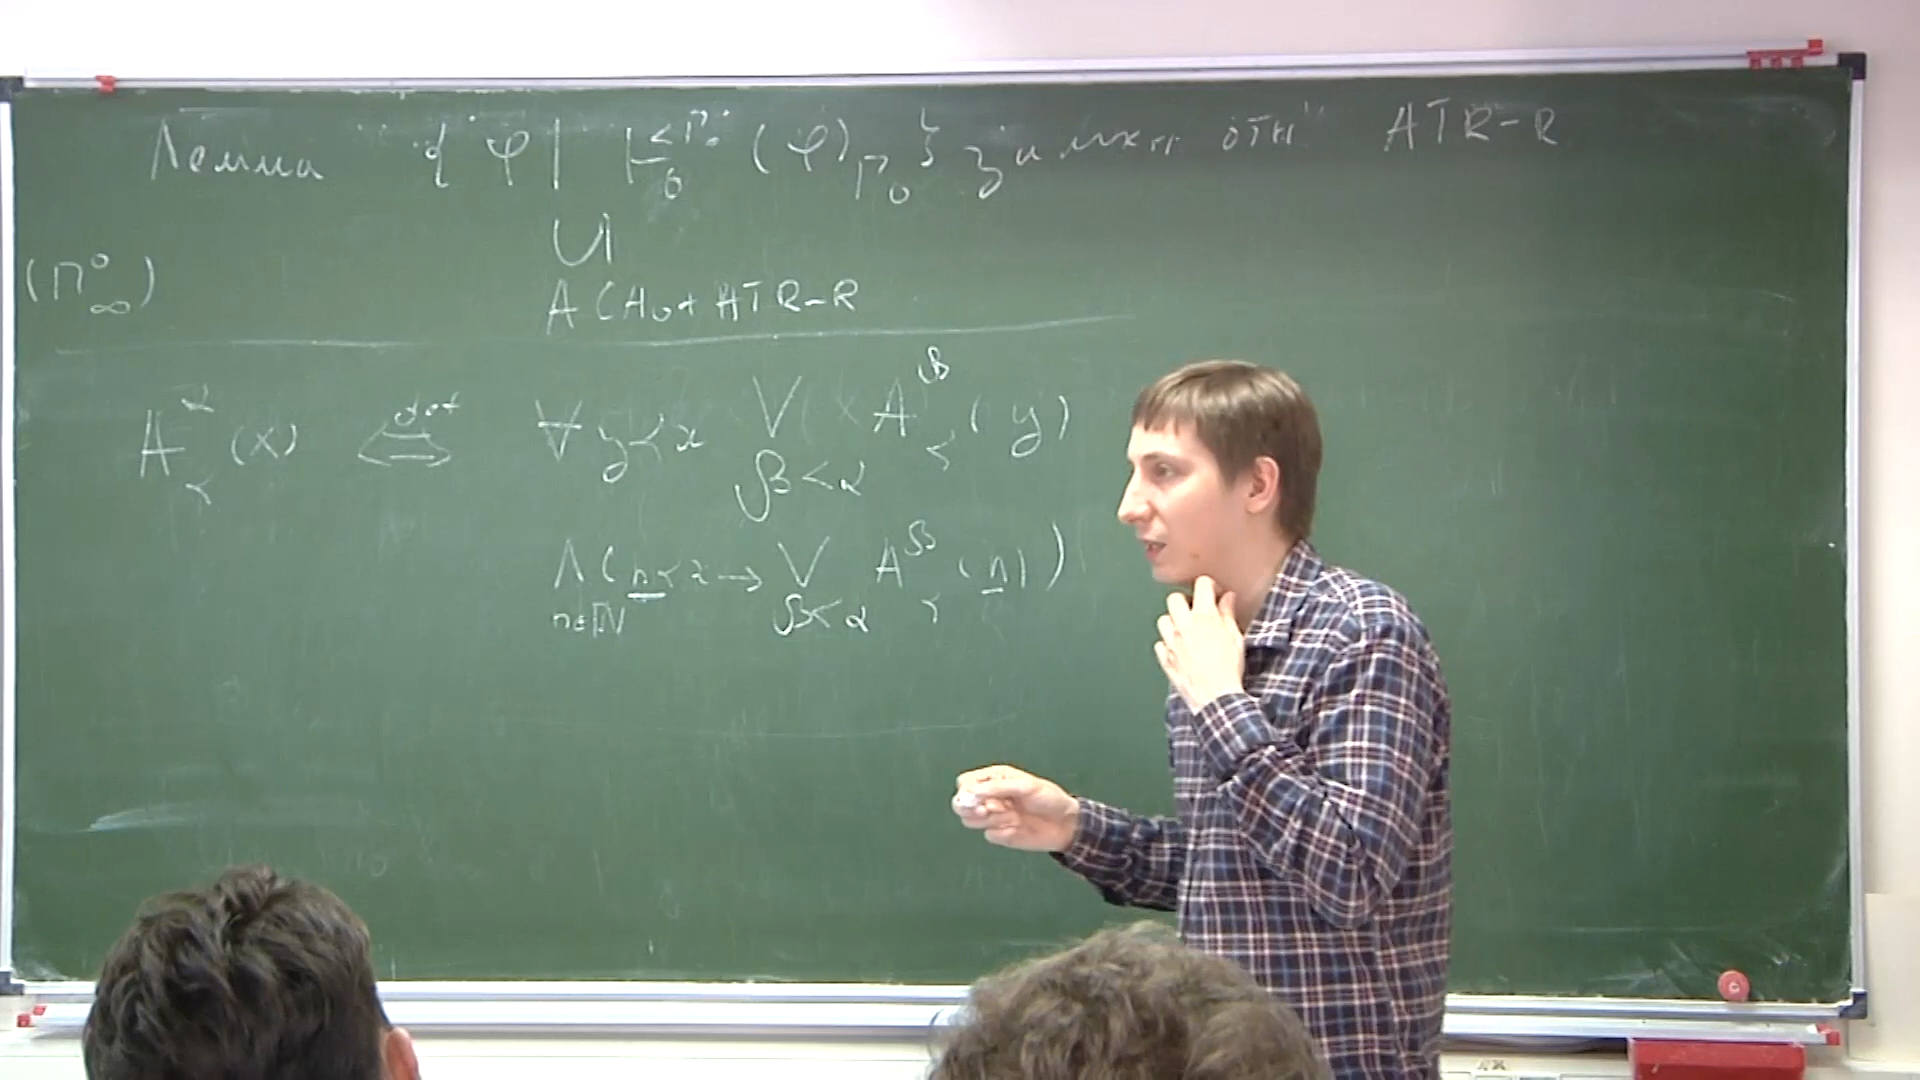 Лемма { φ | ⊢₀^{<Γ₀} (φ)_{Γ₀} } замкн отн ATR-R
∪|
(Π⁰_∞) ACA₀ + ATR-R
A^α_≺ (x) ⇔^{def} ∀y≺x ⋁_{β<α} A^β_≺ (y)
⋀_{n∈ℕ} (n≺x → ⋁_{β<α} A^β_≺ (n))